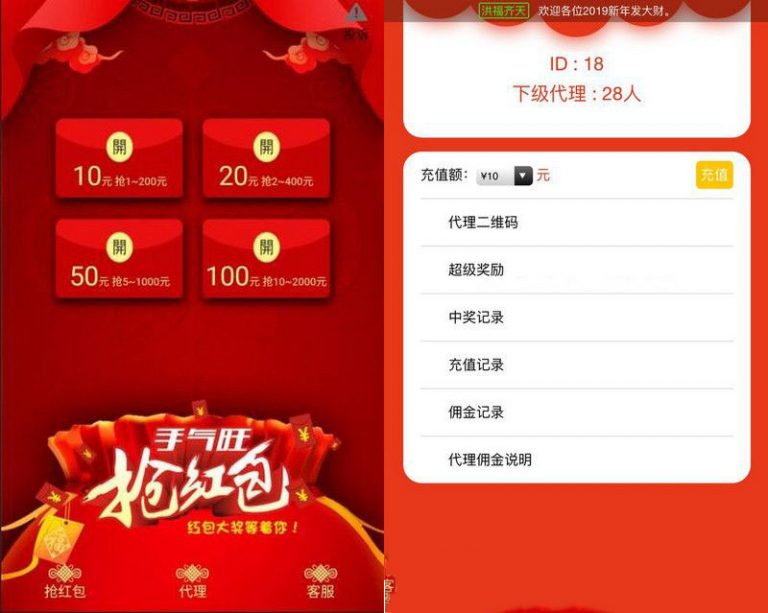 投诉
開
10元 抢1~200元
開
20元 抢2~400元
開
50元 抢5~1000元
開
100元 抢10~2000元
手气旺
抢红包
红包大奖等着你！
福
抢红包
代理
客服
洪福齐天 欢迎各位2019新年发大财。
ID : 18
下级代理 : 28人
充值额: ¥10 元 充值
代理二维码
超级奖励
中奖记录
充值记录
佣金记录
代理佣金说明